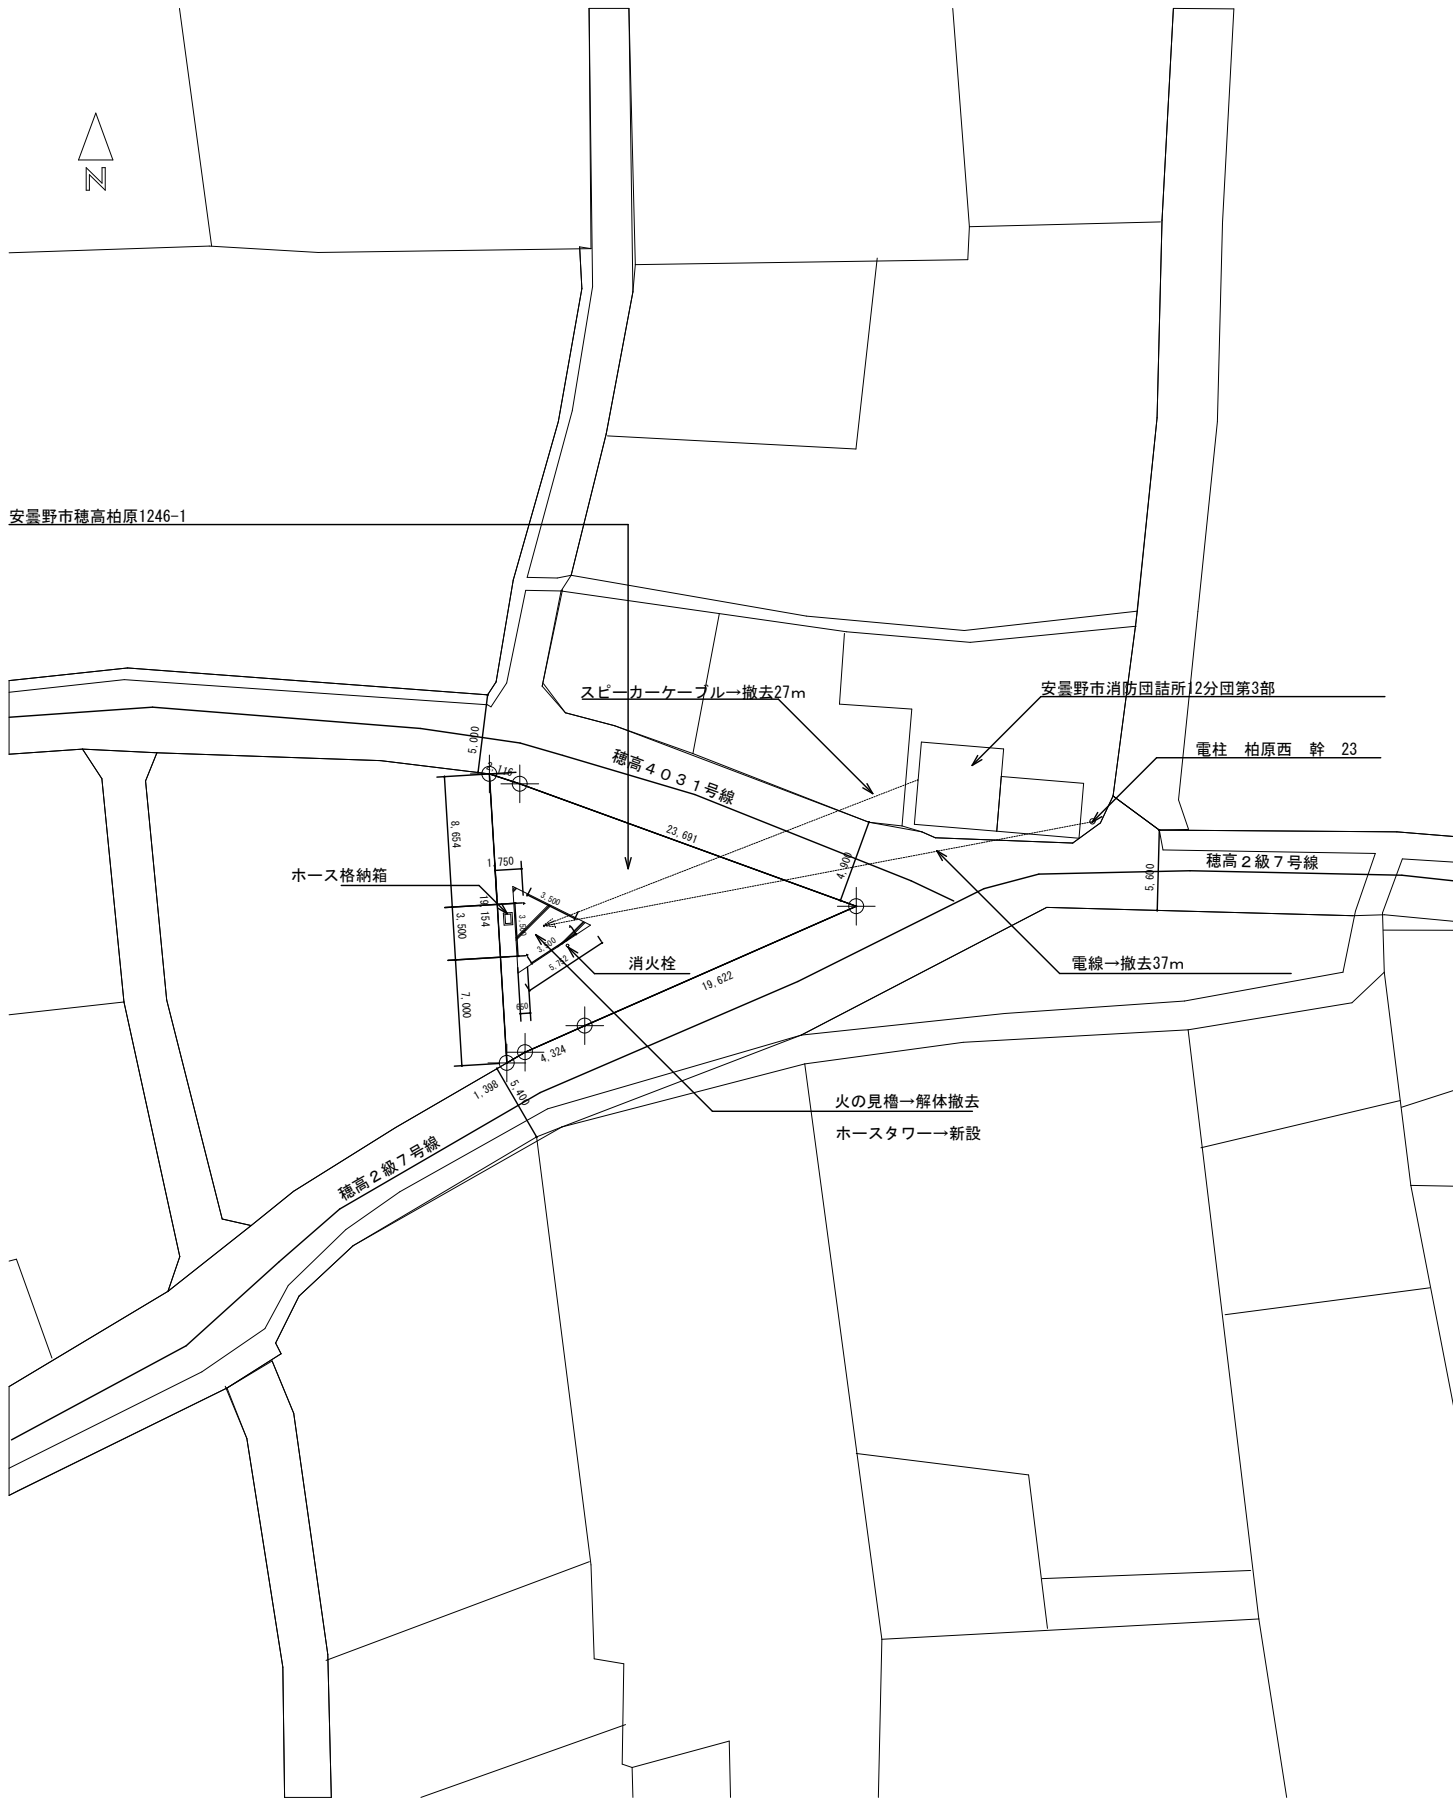 N
安曇野市穂高柏原1246-1
スピーカーケーブル→撤去27m
安曇野市消防団詰所12分団第3部
電柱　柏原西　幹　23
5,000
穂高４０３１号線
8,654
23,691
4,900
穂高２級７号線
5,600
1,750
ホース格納箱
19,154
3,500
3,500
3,500
5,752
消火栓
電線→撤去37m
19,622
7,000
650
4,324
1,398
5,400
火の見櫓→解体撤去
ホースタワー→新設
穂高２級７号線